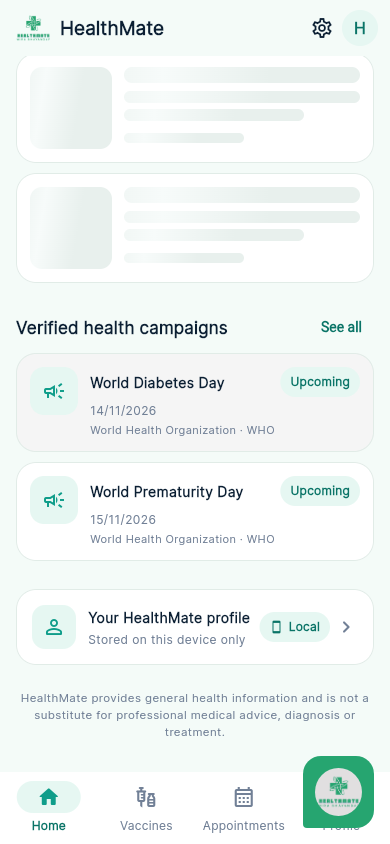 HealthMate
H
Verified health campaigns
See all
World Diabetes Day
Upcoming
14/11/2026
World Health Organization · WHO
World Prematurity Day
Upcoming
15/11/2026
World Health Organization · WHO
Your HealthMate profile
Stored on this device only
Local
HealthMate provides general health information and is not a
substitute for professional medical advice, diagnosis or
treatment.
Home
Vaccines
Appointments
HEALTHMATE